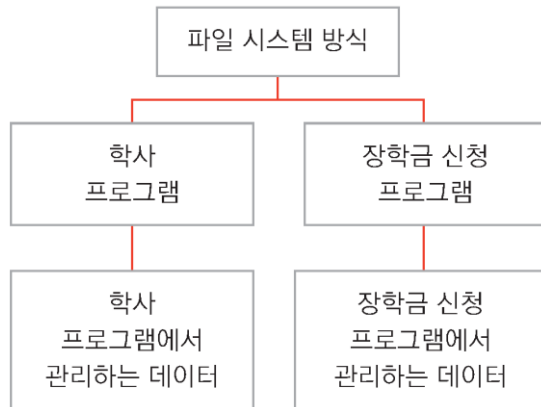 파일 시스템 방식
학사
프로그램
장학금 신청
프로그램
학사
프로그램에서
관리하는 데이터
장학금 신청
프로그램에서
관리하는 데이터